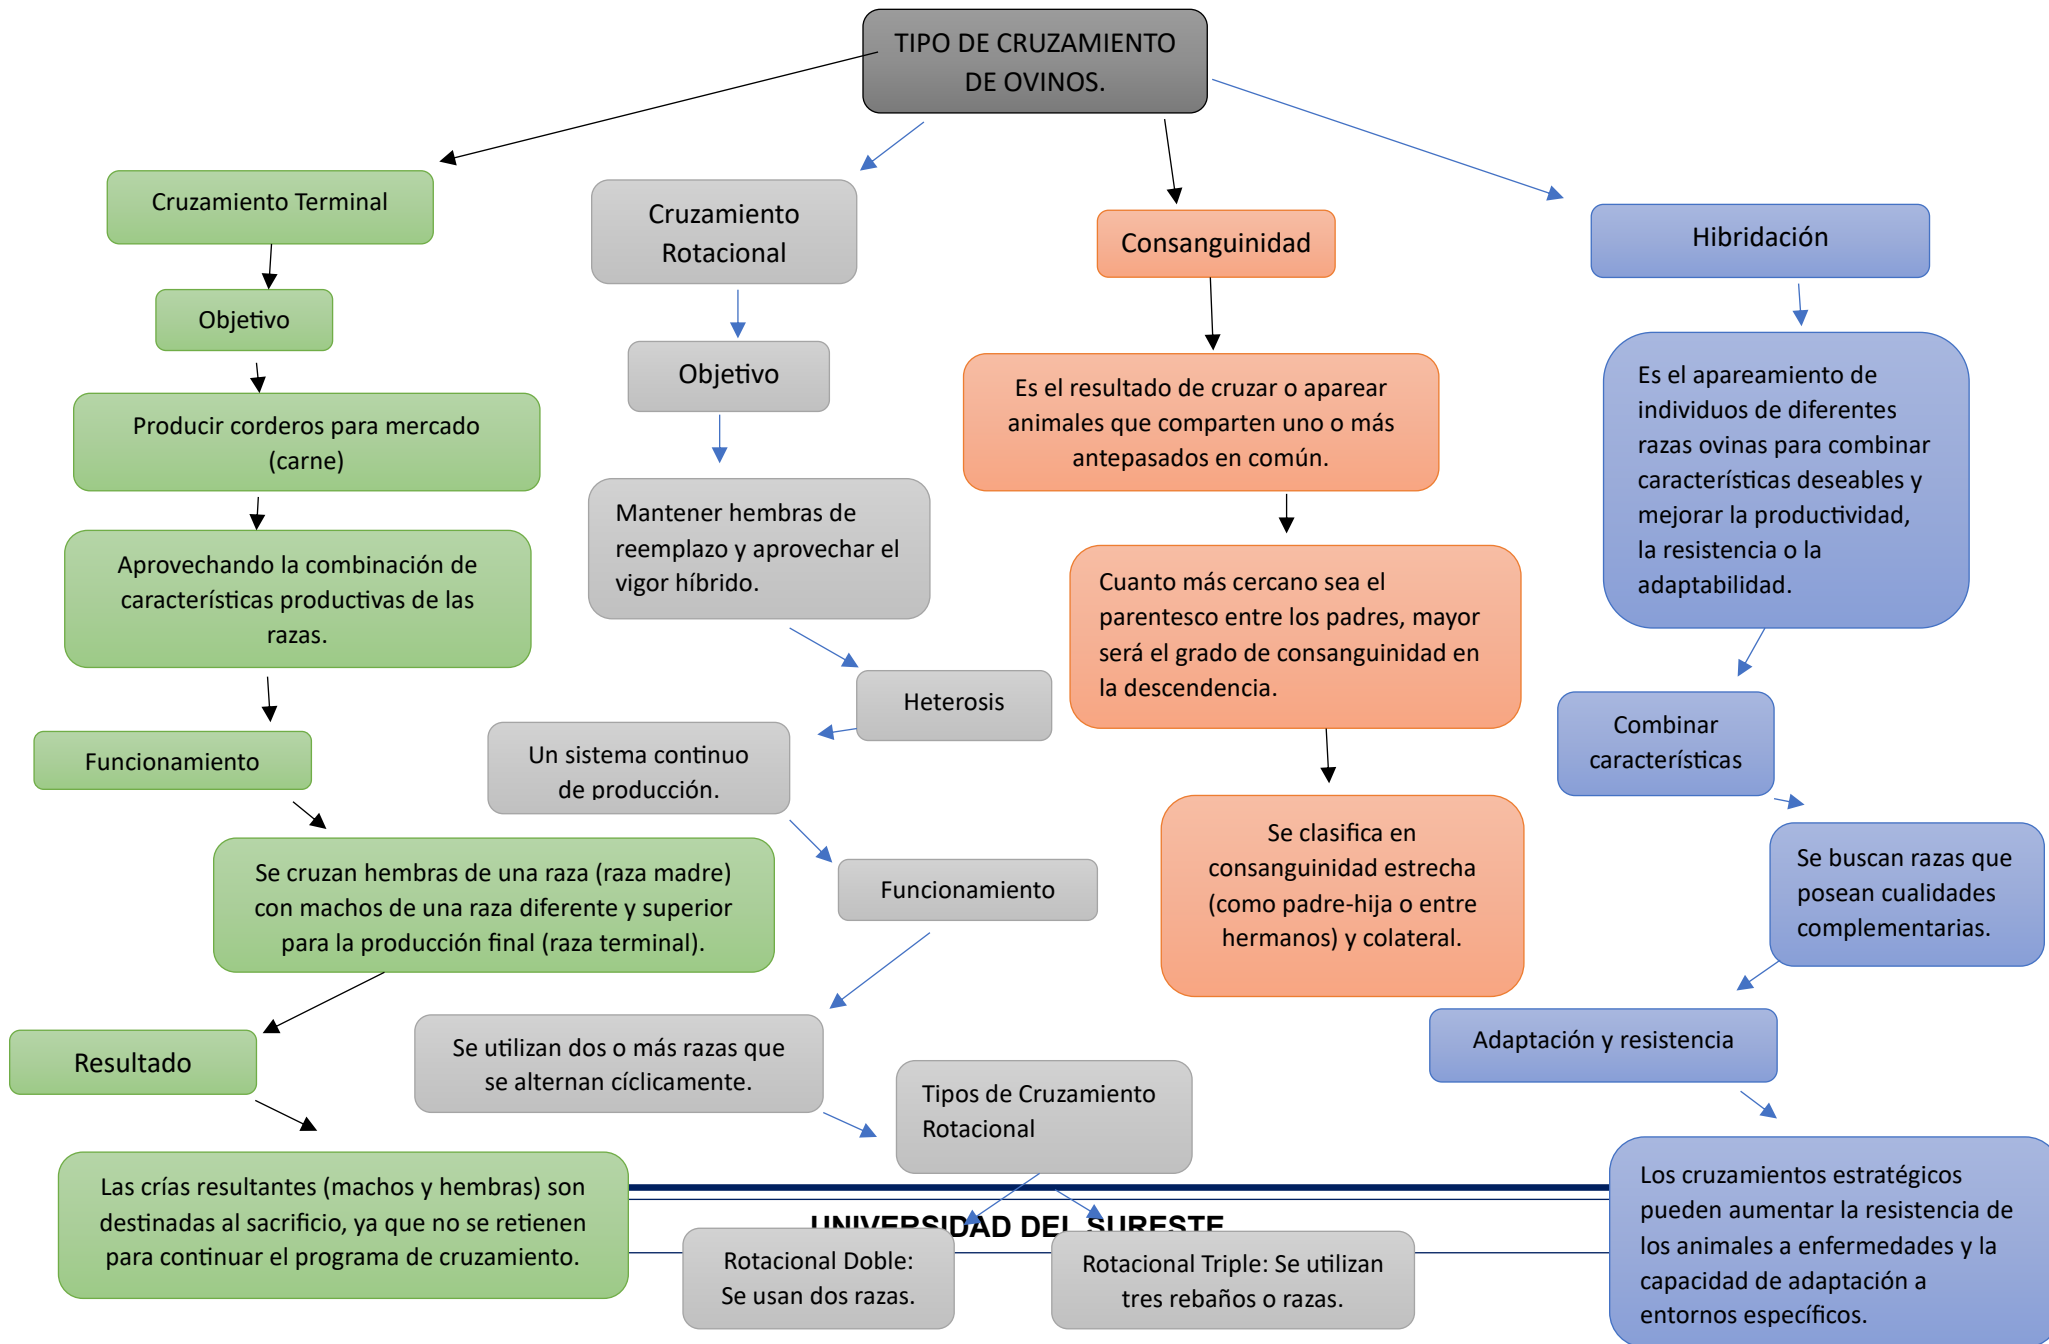 TIPO DE CRUZAMIENTO
DE OVINOS.
Cruzamiento Terminal
Objetivo
Producir corderos para mercado
(carne)
Aprovechando la combinación de
características productivas de las
razas.
Funcionamiento
Se cruzan hembras de una raza (raza madre)
con machos de una raza diferente y superior
para la producción final (raza terminal).
Resultado
Las crías resultantes (machos y hembras) son
destinadas al sacrificio, ya que no se retienen
para continuar el programa de cruzamiento.
Cruzamiento
Rotacional
Objetivo
Mantener hembras de
reemplazo y aprovechar el
vigor híbrido.
Heterosis
Un sistema continuo
de producción.
Funcionamiento
Se utilizan dos o más razas que
se alternan cíclicamente.
Tipos de Cruzamiento
Rotacional
Rotacional Doble:
Se usan dos razas.
Rotacional Triple: Se utilizan
tres rebaños o razas.
Consanguinidad
Es el resultado de cruzar o aparear
animales que comparten uno o más
antepasados en común.
Cuanto más cercano sea el
parentesco entre los padres, mayor
será el grado de consanguinidad en
la descendencia.
Se clasifica en
consanguinidad estrecha
(como padre-hija o entre
hermanos) y colateral.
Hibridación
Es el apareamiento de
individuos de diferentes
razas ovinas para combinar
características deseables y
mejorar la productividad,
la resistencia o la
adaptabilidad.
Combinar
características
Se buscan razas que
posean cualidades
complementarias.
Adaptación y resistencia
Los cruzamientos estratégicos
pueden aumentar la resistencia de
los animales a enfermedades y la
capacidad de adaptación a
entornos específicos.
UNIVERSIDAD DEL SURESTE